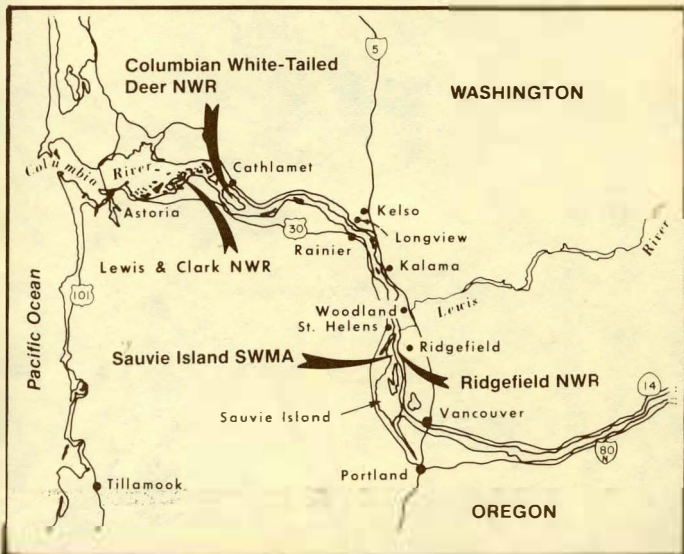 5
Columbian White-Tailed
Deer NWR
WASHINGTON
Columbia River
Cathlamet
Astoria
Kelso
30
Longview
Rainier
Lewis & Clark NWR
Kalama
101
Pacific Ocean
Woodland
Lewis River
St. Helens
Ridgefield
Sauvie Island SWMA
Ridgefield NWR
14
Sauvie Island
Vancouver
80
N
Portland
Tillamook
OREGON